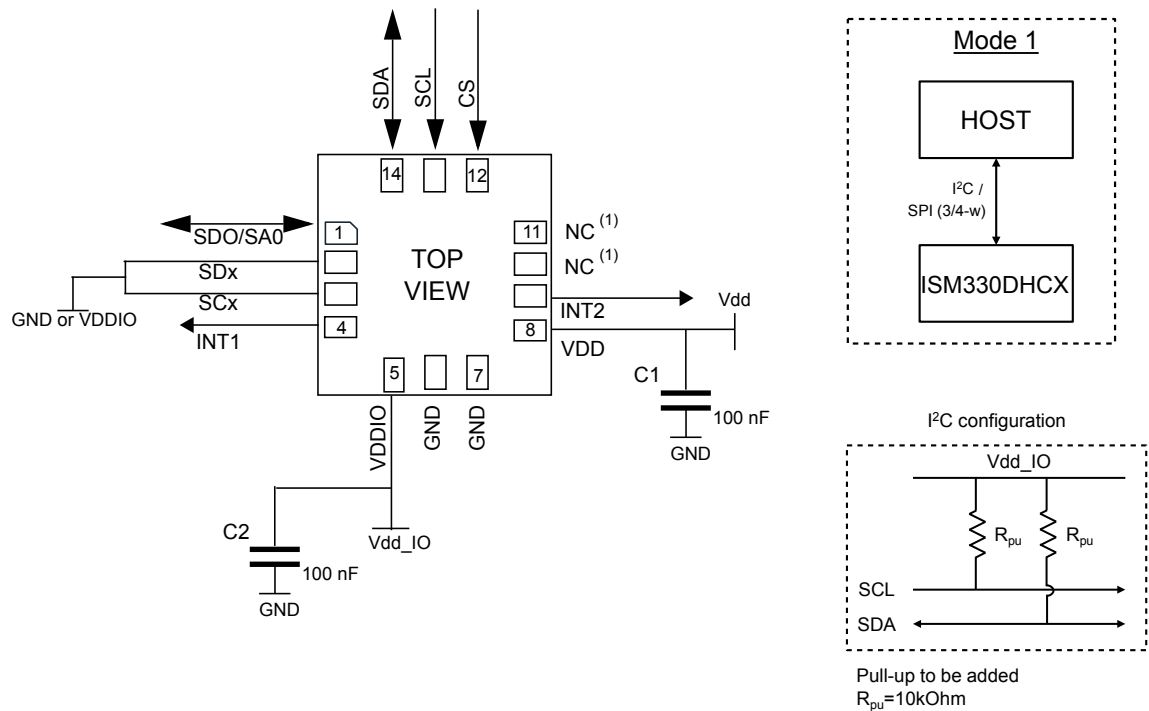 SDA
SCL
CS
14
12
SDO/SA0
1
SDx
SCx
GND or VDDIO
INT1
4
TOP
VIEW
11
NC (1)
NC (1)
INT2
8
VDD
Vdd
5
7
VDDIO
GND
GND
C1
100 nF
GND
C2
100 nF
GND
Vdd_IO
Mode 1
HOST
I²C /
SPI (3/4-w)
ISM330DHCX
I²C configuration
Vdd_IO
Rpu
Rpu
SCL
SDA
Pull-up to be added
Rpu=10kOhm